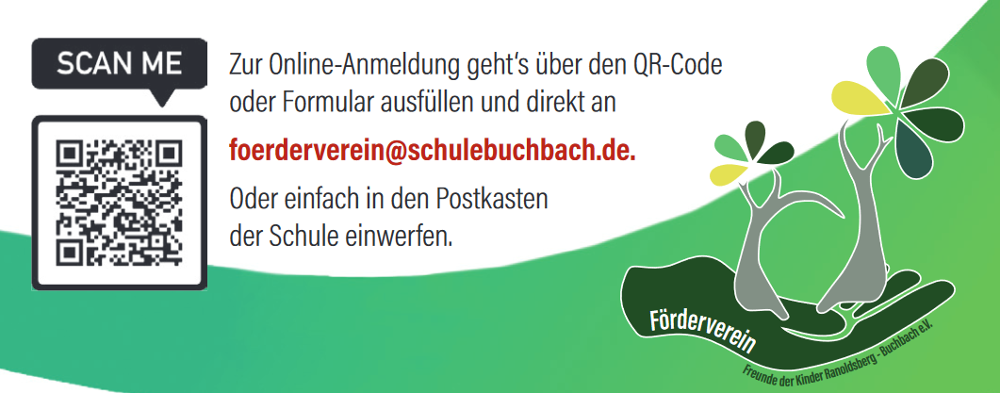 SCAN ME
Zur Online-Anmeldung geht's über den QR-Code
oder Formular ausfüllen und direkt an
foerderverein@schulebuchbach.de.
Oder einfach in den Postkasten
der Schule einwerfen.
Förderverein
Freunde der Kinder Ranoldsberg - Buchbach e.V.